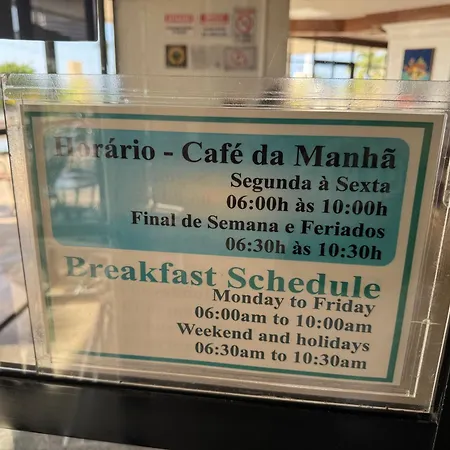 Horário - Café da Manhã
Segunda à Sexta
06:00h às 10:00h
Final de Semana e Feriados
06:30h às 10:30h
Breakfast Schedule
Monday to Friday
06:00am to 10:00am
Weekend and holidays
06:30am to 10:30am